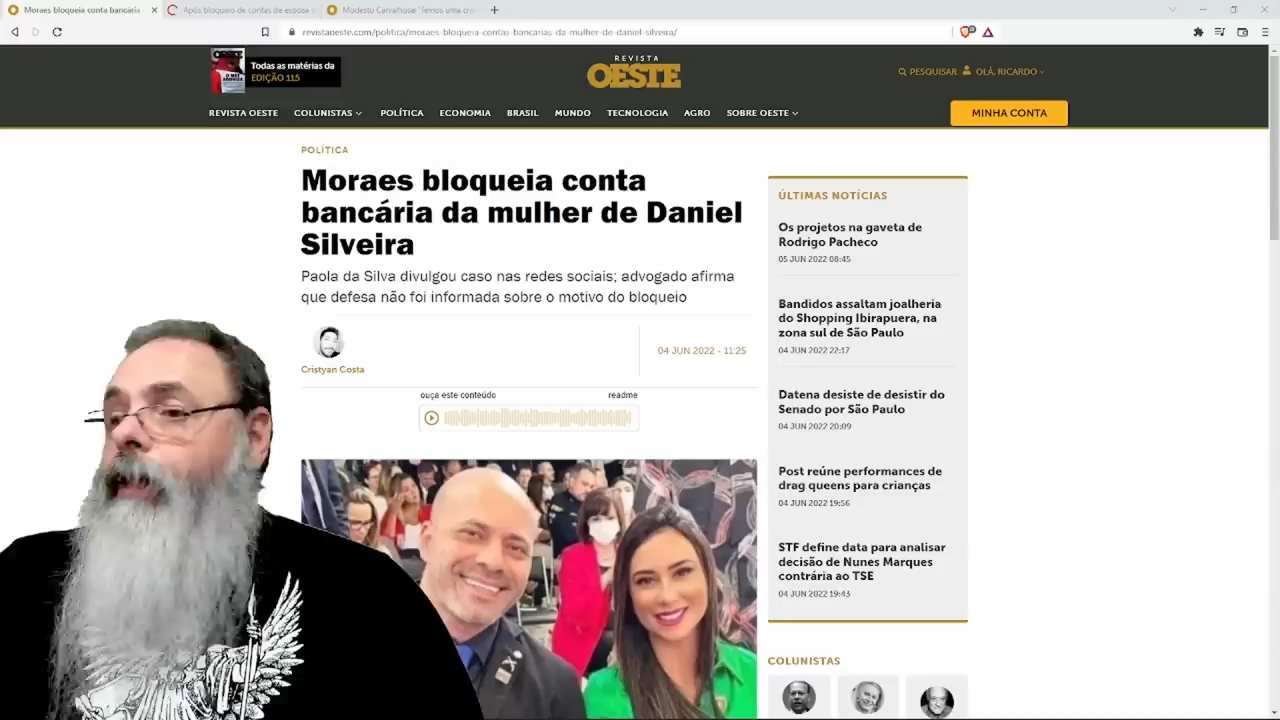 Moraes bloqueia conta bancária
Após bloqueio de contas de esposa
Modesto Carvalhosa: "Temos uma
revistaoeste.com/politica/moraes-bloqueia-contas-bancarias-da-mulher-de-daniel-silveira/
Todas as matérias da
EDIÇÃO 115
REVISTA
OESTE
PESQUISAR
OLÁ, RICARDO
REVISTA OESTE
COLUNISTAS
POLÍTICA
ECONOMIA
BRASIL
MUNDO
TECNOLOGIA
AGRO
SOBRE OESTE
MINHA CONTA
POLÍTICA
Moraes bloqueia conta
bancária da mulher de Daniel
Silveira
Paola da Silva divulgou caso nas redes sociais; advogado afirma
que defesa não foi informada sobre o motivo do bloqueio
Cristyan Costa
04 JUN 2022 - 11:25
ouça este conteúdo
readme
ÚLTIMAS NOTÍCIAS
Os projetos na gaveta de
Rodrigo Pacheco
05 JUN 2022 08:45
Bandidos assaltam joalheria
do Shopping Ibirapuera, na
zona sul de São Paulo
04 JUN 2022 22:17
Datena desiste de desistir do
Senado por São Paulo
04 JUN 2022 20:09
Post reúne performances de
drag queens para crianças
04 JUN 2022 19:56
STF define data para analisar
decisão de Nunes Marques
contrária ao TSE
04 JUN 2022 19:43
COLUNISTAS